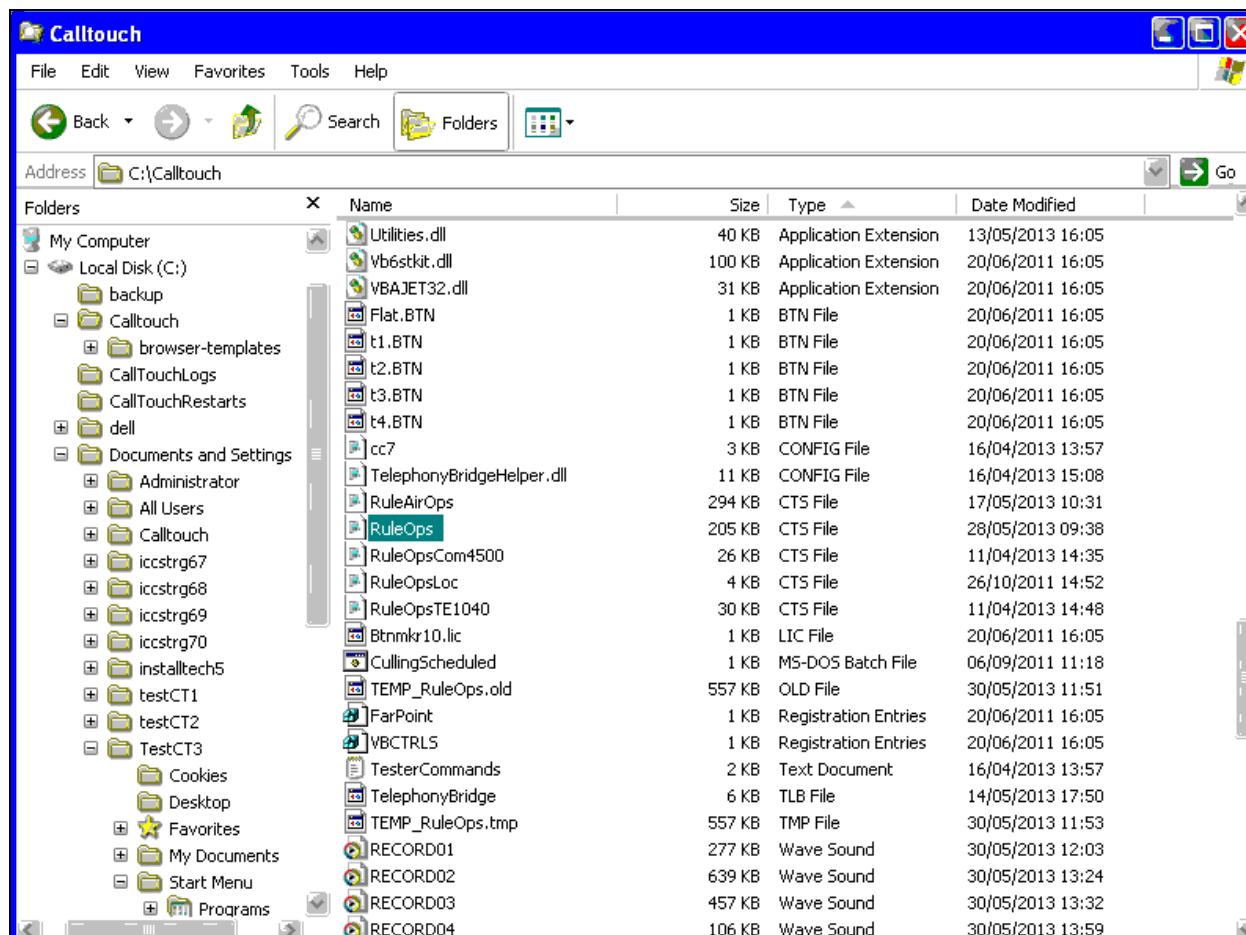 Calltouch
File Edit View Favorites Tools Help
Back Search Folders
Address C:\Calltouch Go
Folders
My Computer
Local Disk (C:)
backup
Calltouch
browser-templates
CallTouchLogs
CallTouchRestarts
dell
Documents and Settings
Administrator
All Users
Calltouch
iccstrg67
iccstrg68
iccstrg69
iccstrg70
installtech5
testCT1
testCT2
TestCT3
Cookies
Desktop
Favorites
My Documents
Start Menu
Programs
Name Size Type Date Modified
Utilities.dll 40 KB Application Extension 13/05/2013 16:05
Vb6stkit.dll 100 KB Application Extension 20/06/2011 16:05
VBAJET32.dll 31 KB Application Extension 20/06/2011 16:05
Flat.BTN 1 KB BTN File 20/06/2011 16:05
t1.BTN 1 KB BTN File 20/06/2011 16:05
t2.BTN 1 KB BTN File 20/06/2011 16:05
t3.BTN 1 KB BTN File 20/06/2011 16:05
t4.BTN 1 KB BTN File 20/06/2011 16:05
cc7 3 KB CONFIG File 16/04/2013 13:57
TelephonyBridgeHelper.dll 11 KB CONFIG File 16/04/2013 15:08
RuleAirOps 294 KB CTS File 17/05/2013 10:31
RuleOps 205 KB CTS File 28/05/2013 09:38
RuleOpsCom4500 26 KB CTS File 11/04/2013 14:35
RuleOpsLoc 4 KB CTS File 26/10/2011 14:52
RuleOpsTE1040 30 KB CTS File 11/04/2013 14:48
Btnmkr10.lic 1 KB LIC File 20/06/2011 16:05
CullingScheduled 1 KB MS-DOS Batch File 06/09/2011 11:18
TEMP_RuleOps.old 557 KB OLD File 30/05/2013 11:51
FarPoint 1 KB Registration Entries 20/06/2011 16:05
VBCTRLS 1 KB Registration Entries 20/06/2011 16:05
TesterCommands 2 KB Text Document 16/04/2013 13:57
TelephonyBridge 6 KB TLB File 14/05/2013 17:50
TEMP_RuleOps.tmp 557 KB TMP File 30/05/2013 11:53
RECORD01 277 KB Wave Sound 30/05/2013 12:03
RECORD02 639 KB Wave Sound 30/05/2013 13:24
RECORD03 457 KB Wave Sound 30/05/2013 13:32
RECORD04 106 KB Wave Sound 30/05/2013 13:59